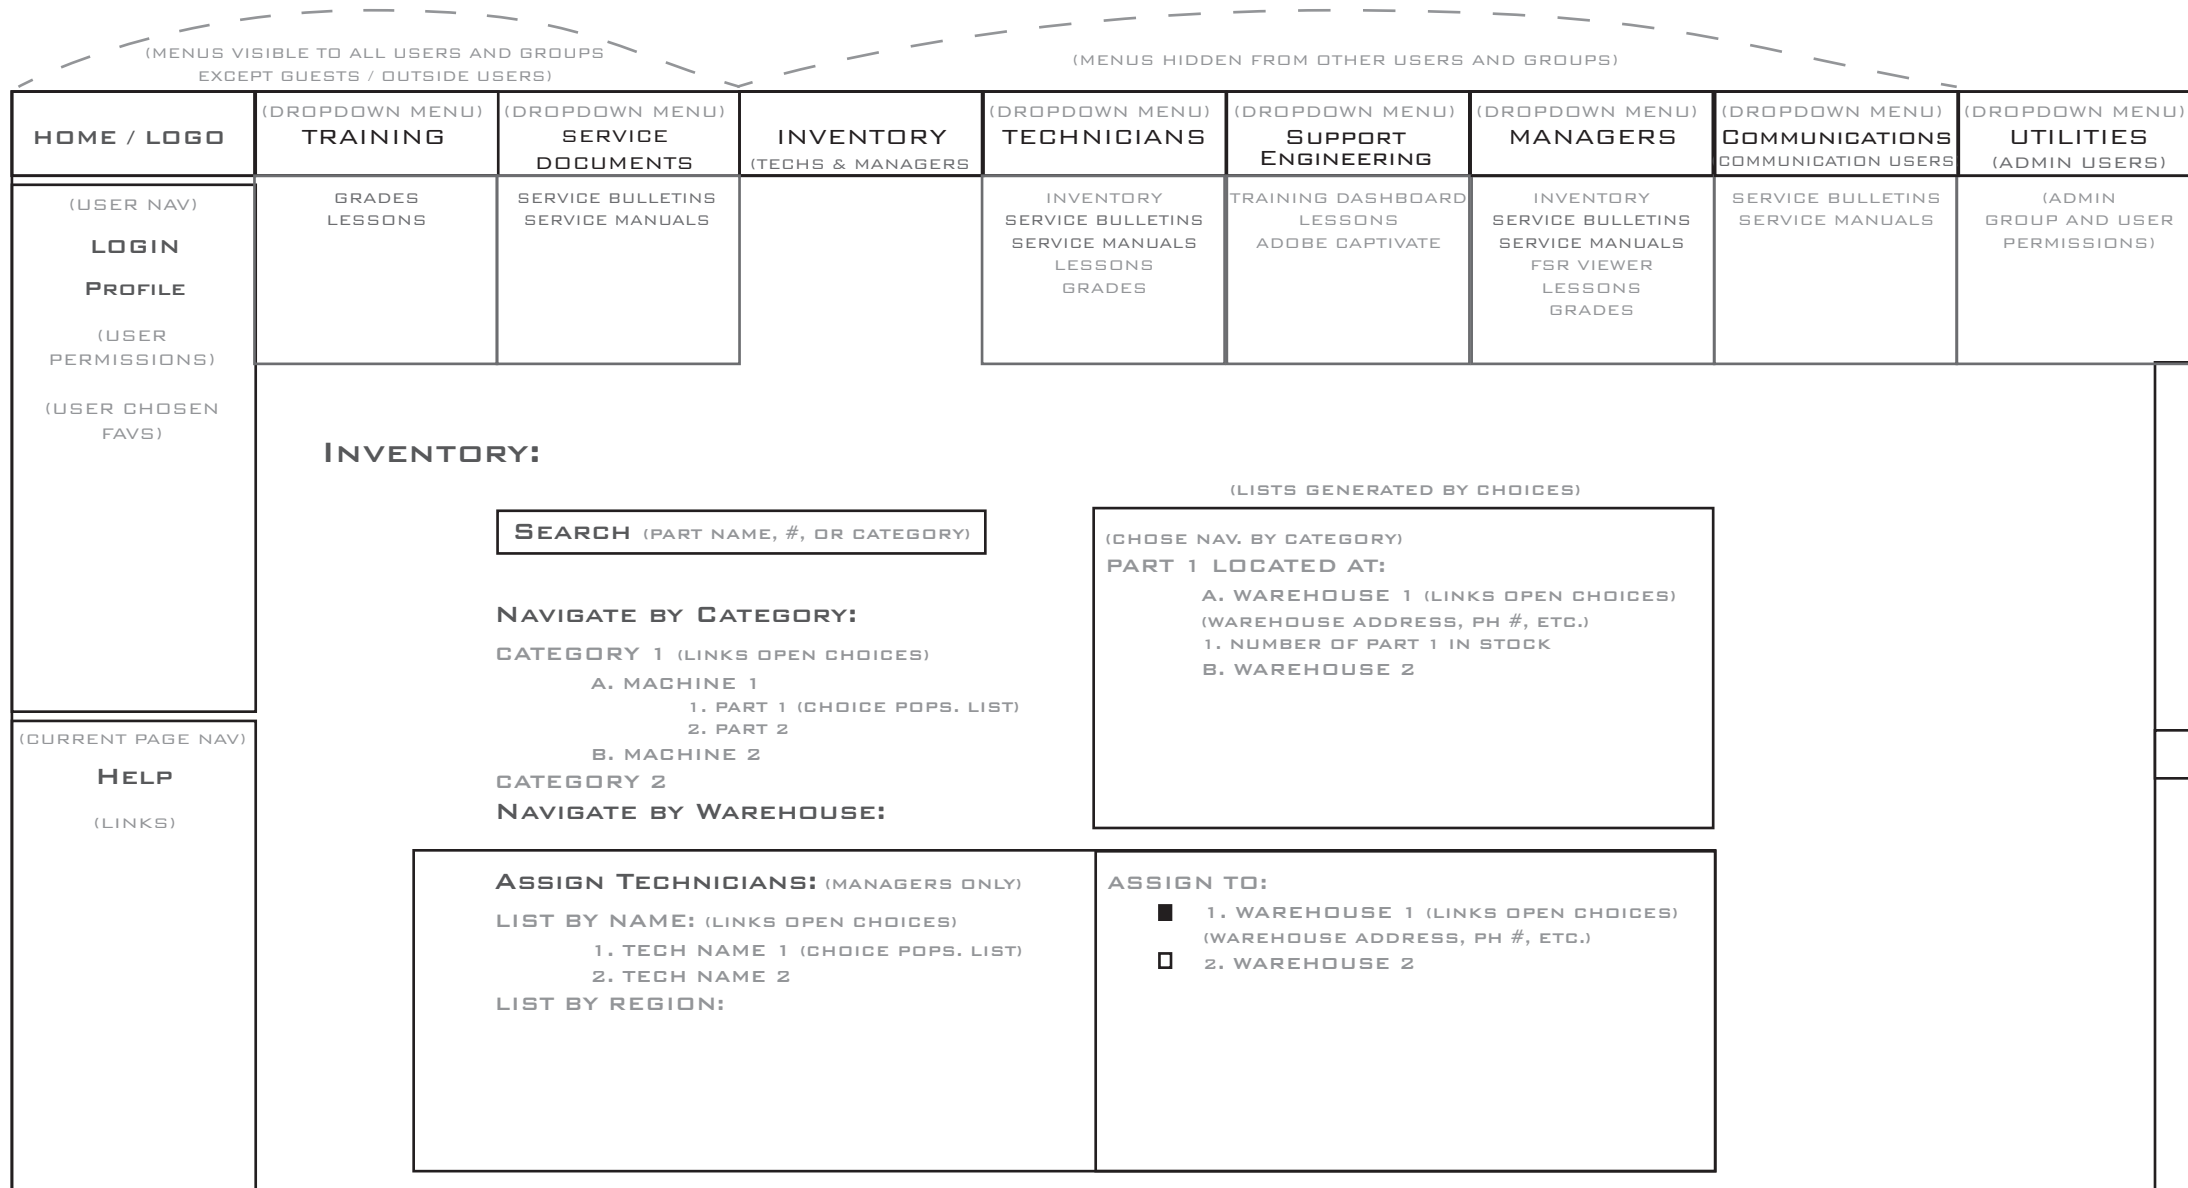 (MENUS VISIBLE TO ALL USERS AND GROUPS
EXCEPT GUESTS / OUTSIDE USERS)
(MENUS HIDDEN FROM OTHER USERS AND GROUPS)
HOME / LOGO
(DROPDOWN MENU)
TRAINING
(DROPDOWN MENU)
SERVICE
DOCUMENTS
INVENTORY
(TECHS & MANAGERS
(DROPDOWN MENU)
TECHNICIANS
(DROPDOWN MENU)
Support
Engineering
(DROPDOWN MENU)
MANAGERS
(DROPDOWN MENU)
Communications
COMMUNICATION USERS
(DROPDOWN MENU)
UTILITIES
(ADMIN USERS)
GRADES
LESSONS
SERVICE BULLETINS
SERVICE MANUALS
INVENTORY
SERVICE BULLETINS
SERVICE MANUALS
LESSONS
GRADES
TRAINING DASHBOARD
LESSONS
ADOBE CAPTIVATE
INVENTORY
SERVICE BULLETINS
SERVICE MANUALS
FSR VIEWER
LESSONS
GRADES
SERVICE BULLETINS
SERVICE MANUALS
(ADMIN
GROUP AND USER
PERMISSIONS)
(USER NAV)
LOGIN
Profile
(USER
PERMISSIONS)
(USER CHOSEN
FAVS)
(CURRENT PAGE NAV)
Help
(LINKS)
Inventory:
Search (PART NAME, #, OR CATEGORY)
Navigate by Category:
CATEGORY 1 (LINKS OPEN CHOICES)
A. MACHINE 1
1. PART 1 (CHOICE POPS. LIST)
2. PART 2
B. MACHINE 2
CATEGORY 2
Navigate by Warehouse:
(LISTS GENERATED BY CHOICES)
(CHOSE NAV. BY CATEGORY)
PART 1 LOCATED AT:
A. WAREHOUSE 1 (LINKS OPEN CHOICES)
(WAREHOUSE ADDRESS, PH #, ETC.)
1. NUMBER OF PART 1 IN STOCK
B. WAREHOUSE 2
Assign Technicians: (MANAGERS ONLY)
LIST BY NAME: (LINKS OPEN CHOICES)
1. TECH NAME 1 (CHOICE POPS. LIST)
2. TECH NAME 2
LIST BY REGION:
ASSIGN TO:
1. WAREHOUSE 1 (LINKS OPEN CHOICES)
(WAREHOUSE ADDRESS, PH #, ETC.)
2. WAREHOUSE 2